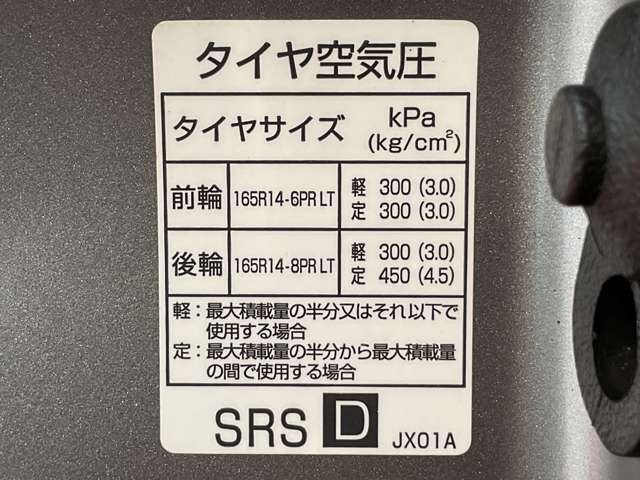 タイヤ空気圧
タイヤサイズ kPa (kg/cm²)
前輪 165R14-6PR LT 軽 300 (3.0)
定 300 (3.0)
後輪 165R14-8PR LT 軽 300 (3.0)
定 450 (4.5)
軽：最大積載量の半分又はそれ以下で
使用する場合
定：最大積載量の半分から最大積載量
の間で使用する場合
SRS D JX01A